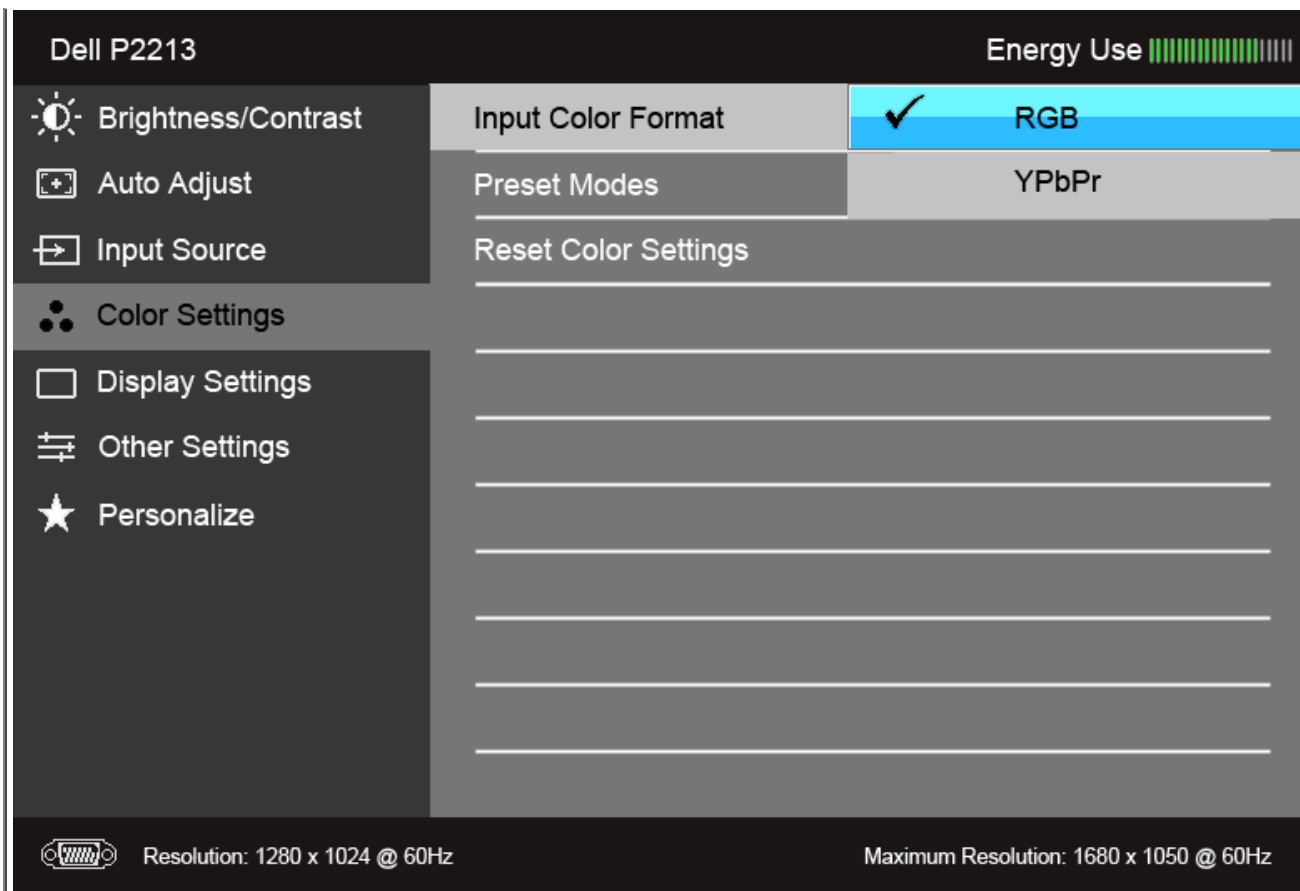 Dell P2213
Energy Use
Brightness/Contrast
Auto Adjust
Input Source
Color Settings
Display Settings
Other Settings
Personalize
Input Color Format
RGB
YPbPr
Preset Modes
Reset Color Settings
Resolution: 1280 x 1024 @ 60Hz
Maximum Resolution: 1680 x 1050 @ 60Hz